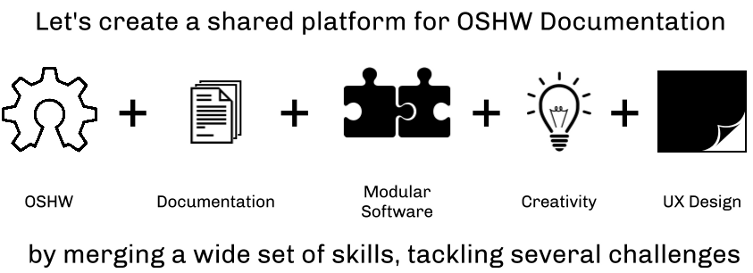 Let's create a shared platform for OSHW Documentation
+ + + +
OSHW Documentation Modular Software Creativity UX Design
by merging a wide set of skills, tackling several challenges